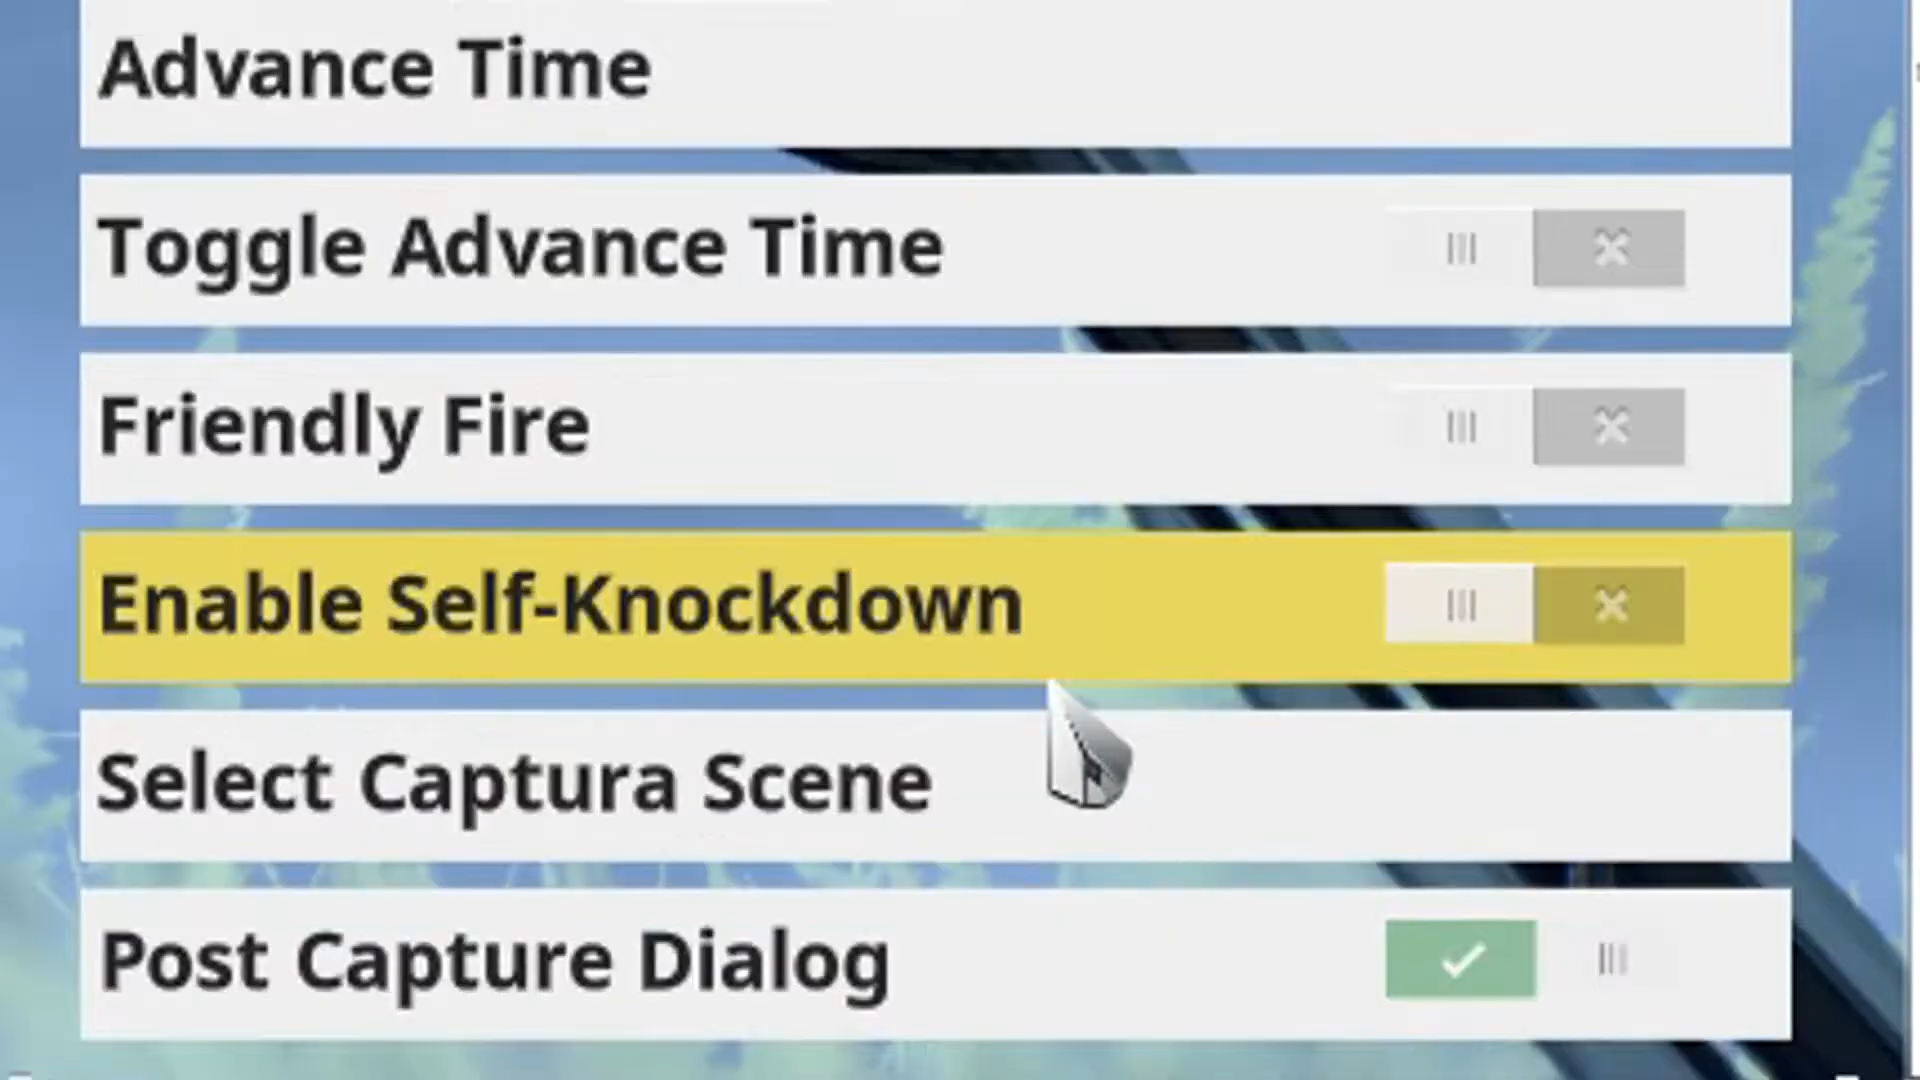 Advance Time
Toggle Advance Time
Friendly Fire
Enable Self-Knockdown
Select Captura Scene
Post Capture Dialog